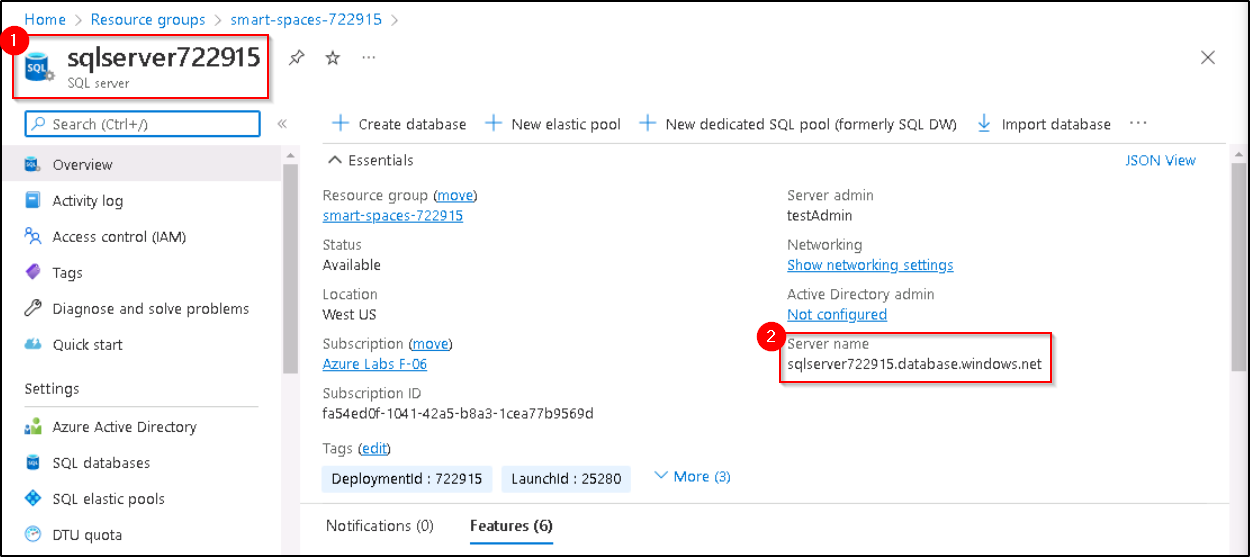 Home > Resource groups > smart-spaces-722915 >
1
sqlserver722915
SQL
SQL server
Search (Ctrl+/)
Overview
Activity log
Access control (IAM)
Tags
Diagnose and solve problems
Quick start
Settings
Azure Active Directory
SQL databases
SQL elastic pools
DTU quota
Create database
New elastic pool
New dedicated SQL pool (formerly SQL DW)
Import database
Essentials
JSON View
Resource group (move)
smart-spaces-722915
Status
Available
Location
West US
Subscription (move)
Azure Labs F-06
Subscription ID
fa54ed0f-1041-42a5-b8a3-1cea77b9569d
Server admin
testAdmin
Networking
Show networking settings
Active Directory admin
Not configured
2
Server name
sqlserver722915.database.windows.net
Tags (edit)
DeploymentId : 722915
LaunchId : 25280
More (3)
Notifications (0)
Features (6)